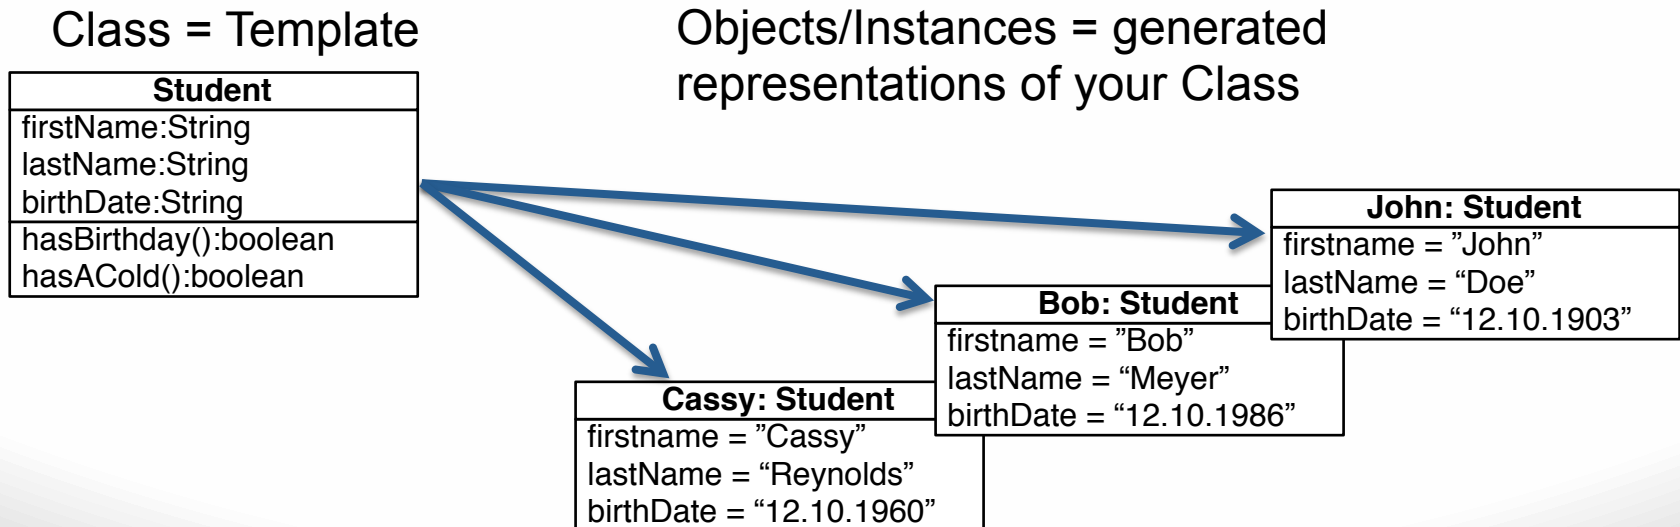 Class = Template
Objects/Instances = generated
representations of your Class
Student
firstName:String
lastName:String
birthDate:String
hasBirthday():boolean
hasACold():boolean
John: Student
firstname = ”John”
lastName = “Doe”
birthDate = “12.10.1903”
Bob: Student
firstname = ”Bob”
lastName = “Meyer”
birthDate = “12.10.1986”
Cassy: Student
firstname = ”Cassy”
lastName = “Reynolds”
birthDate = “12.10.1960”